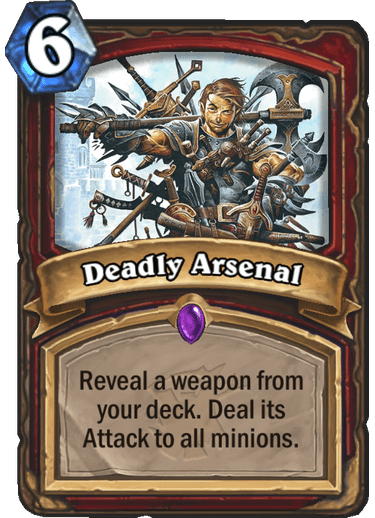 6
Deadly Arsenal
Reveal a weapon from
your deck. Deal its
Attack to all minions.